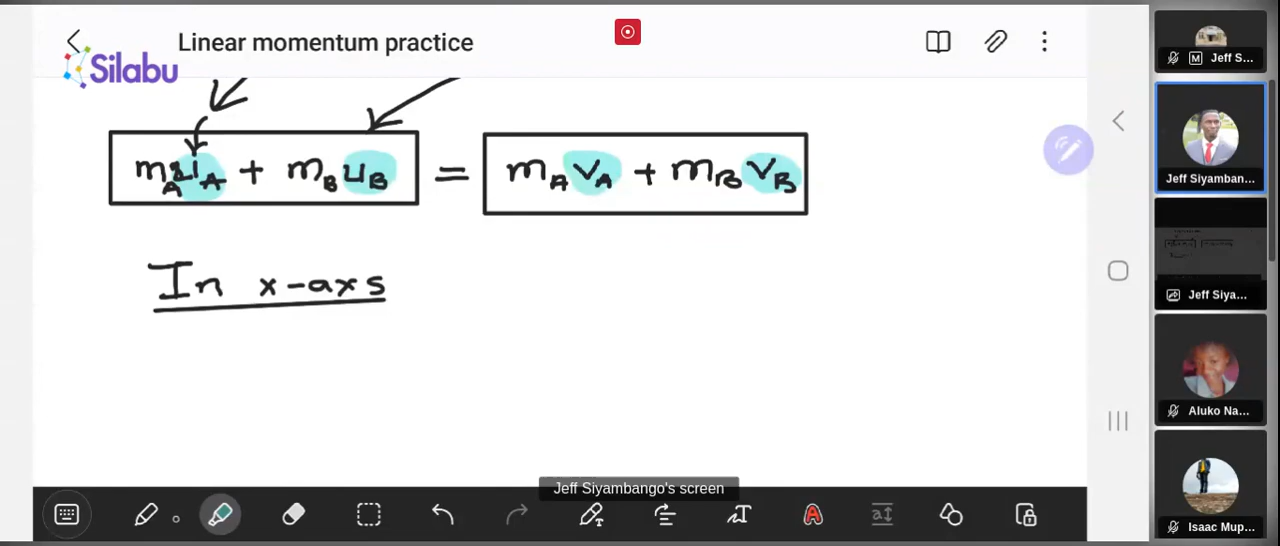 Linear momentum practice
Silabu
Jeff S...
M
mAuA + mBuB = mAvA + mBvB
In x-axs
Jeff Siyamban...
Jeff Siya...
Aluko Na...
Isaac Mup...
Jeff Siyambango's screen